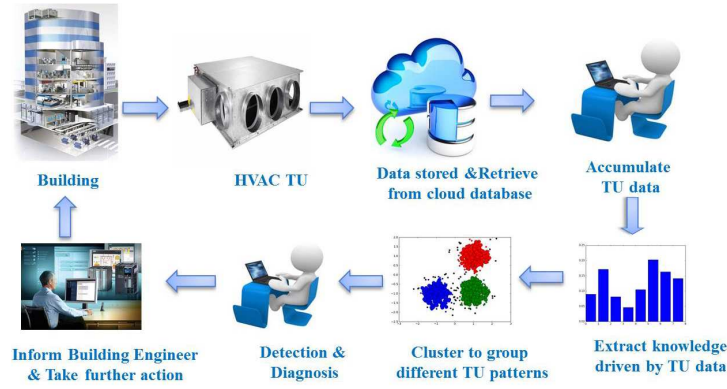 Building
HVAC TU
Data stored &Retrieve
from cloud database
Accumulate
TU data
Inform Building Engineer
& Take further action
Detection &
Diagnosis
Cluster to group
different TU patterns
Extract knowledge
driven by TU data